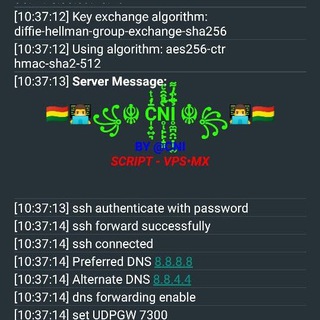 [10:37:12] Key exchange algorithm:
diffie-hellman-group-exchange-sha256
[10:37:12] Using algorithm: aes256-ctr
hmac-sha2-512
[10:37:13] Server Message:
🇧🇴👨‍💻꧁☬ CNI ☬꧂👨‍💻🇧🇴
BY @CNI
SCRIPT - VPS•MX
[10:37:13] ssh authenticate with password
[10:37:14] ssh forward successfully
[10:37:14] ssh connected
[10:37:14] Preferred DNS 8.8.8.8
[10:37:14] Alternate DNS 8.8.4.4
[10:37:14] dns forwarding enable
[10:37:14] set UDPGW 7300